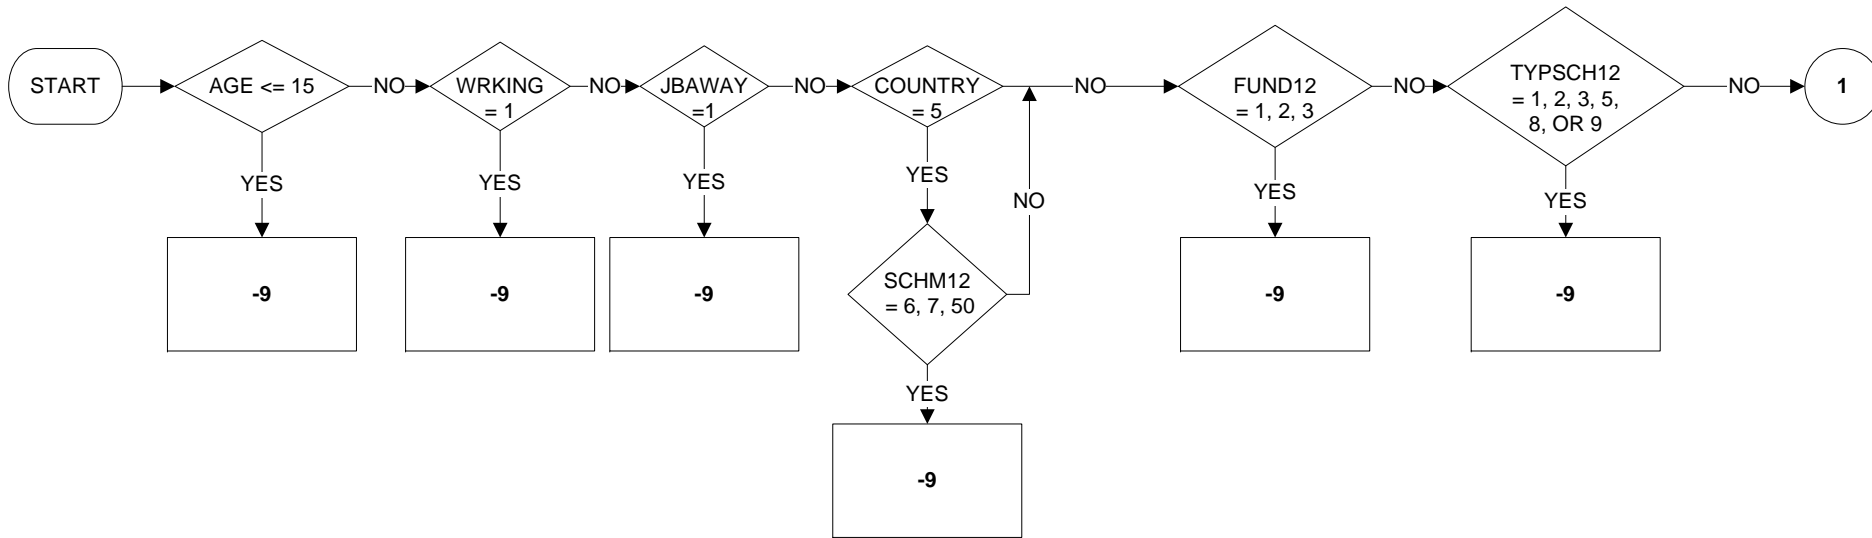 START
AGE <= 15
NO
WRKING
= 1
NO
JBAWAY
=1
NO
COUNTRY
= 5
NO
FUND12
= 1, 2, 3
NO
TYPSCH12
= 1, 2, 3, 5,
8, OR 9
NO
1
YES
YES
YES
YES
NO
YES
YES
-9
-9
-9
SCHM12
= 6, 7, 50
-9
-9
YES
-9